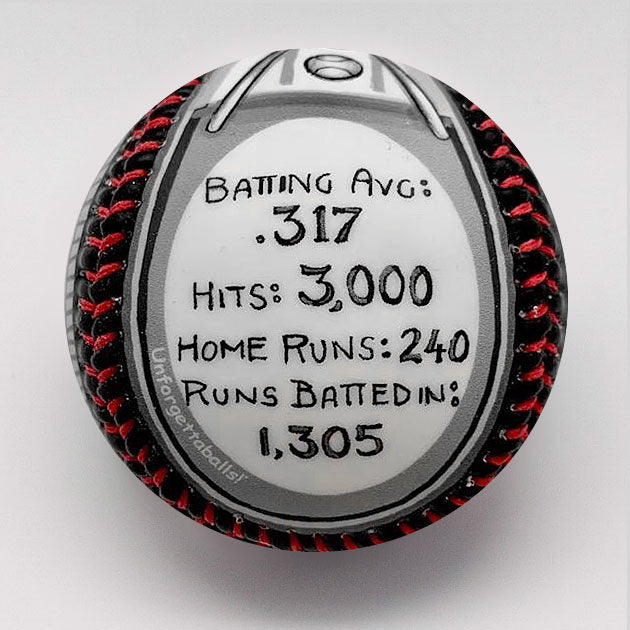 BATTING AVG:
.317
HITS: 3,000
HOME RUNS: 240
RUNS BATTED IN:
1,305
Unforgettaballs!